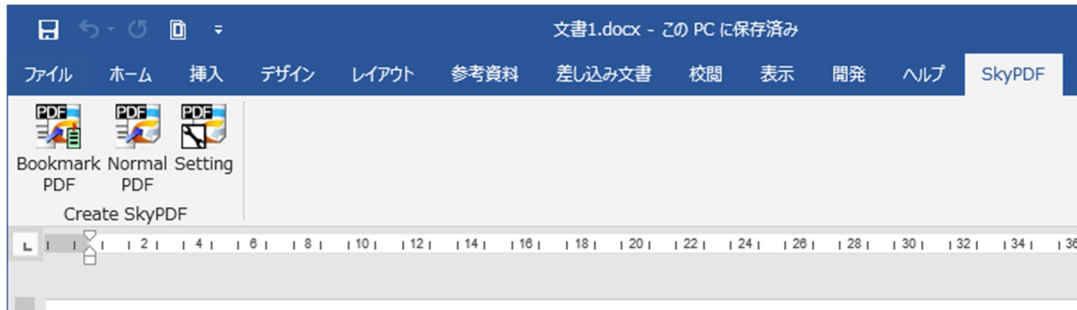 文書1.docx - この PC に保存済み
ファイル ホーム 挿入 デザイン レイアウト 参考資料 差し込み文書 校閲 表示 開発 ヘルプ SkyPDF
PDF PDF PDF
Bookmark Normal Setting
PDF PDF
Create SkyPDF
L 2 4 6 8 10 12 14 16 18 20 22 24 26 28 30 32 34 36